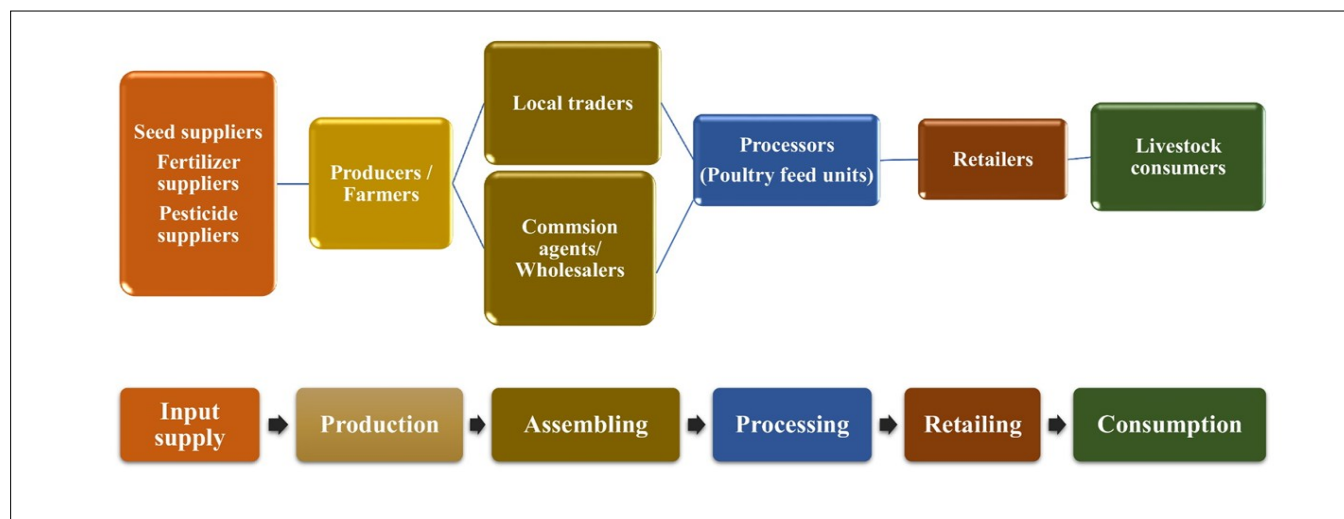 Seed suppliers
Fertilizer
suppliers
Pesticide
suppliers
Producers /
Farmers
Local traders
Commsion
agents/
Wholesalers
Processors
(Poultry feed units)
Retailers
Livestock
consumers
Input
supply
Production
Assembling
Processing
Retailing
Consumption